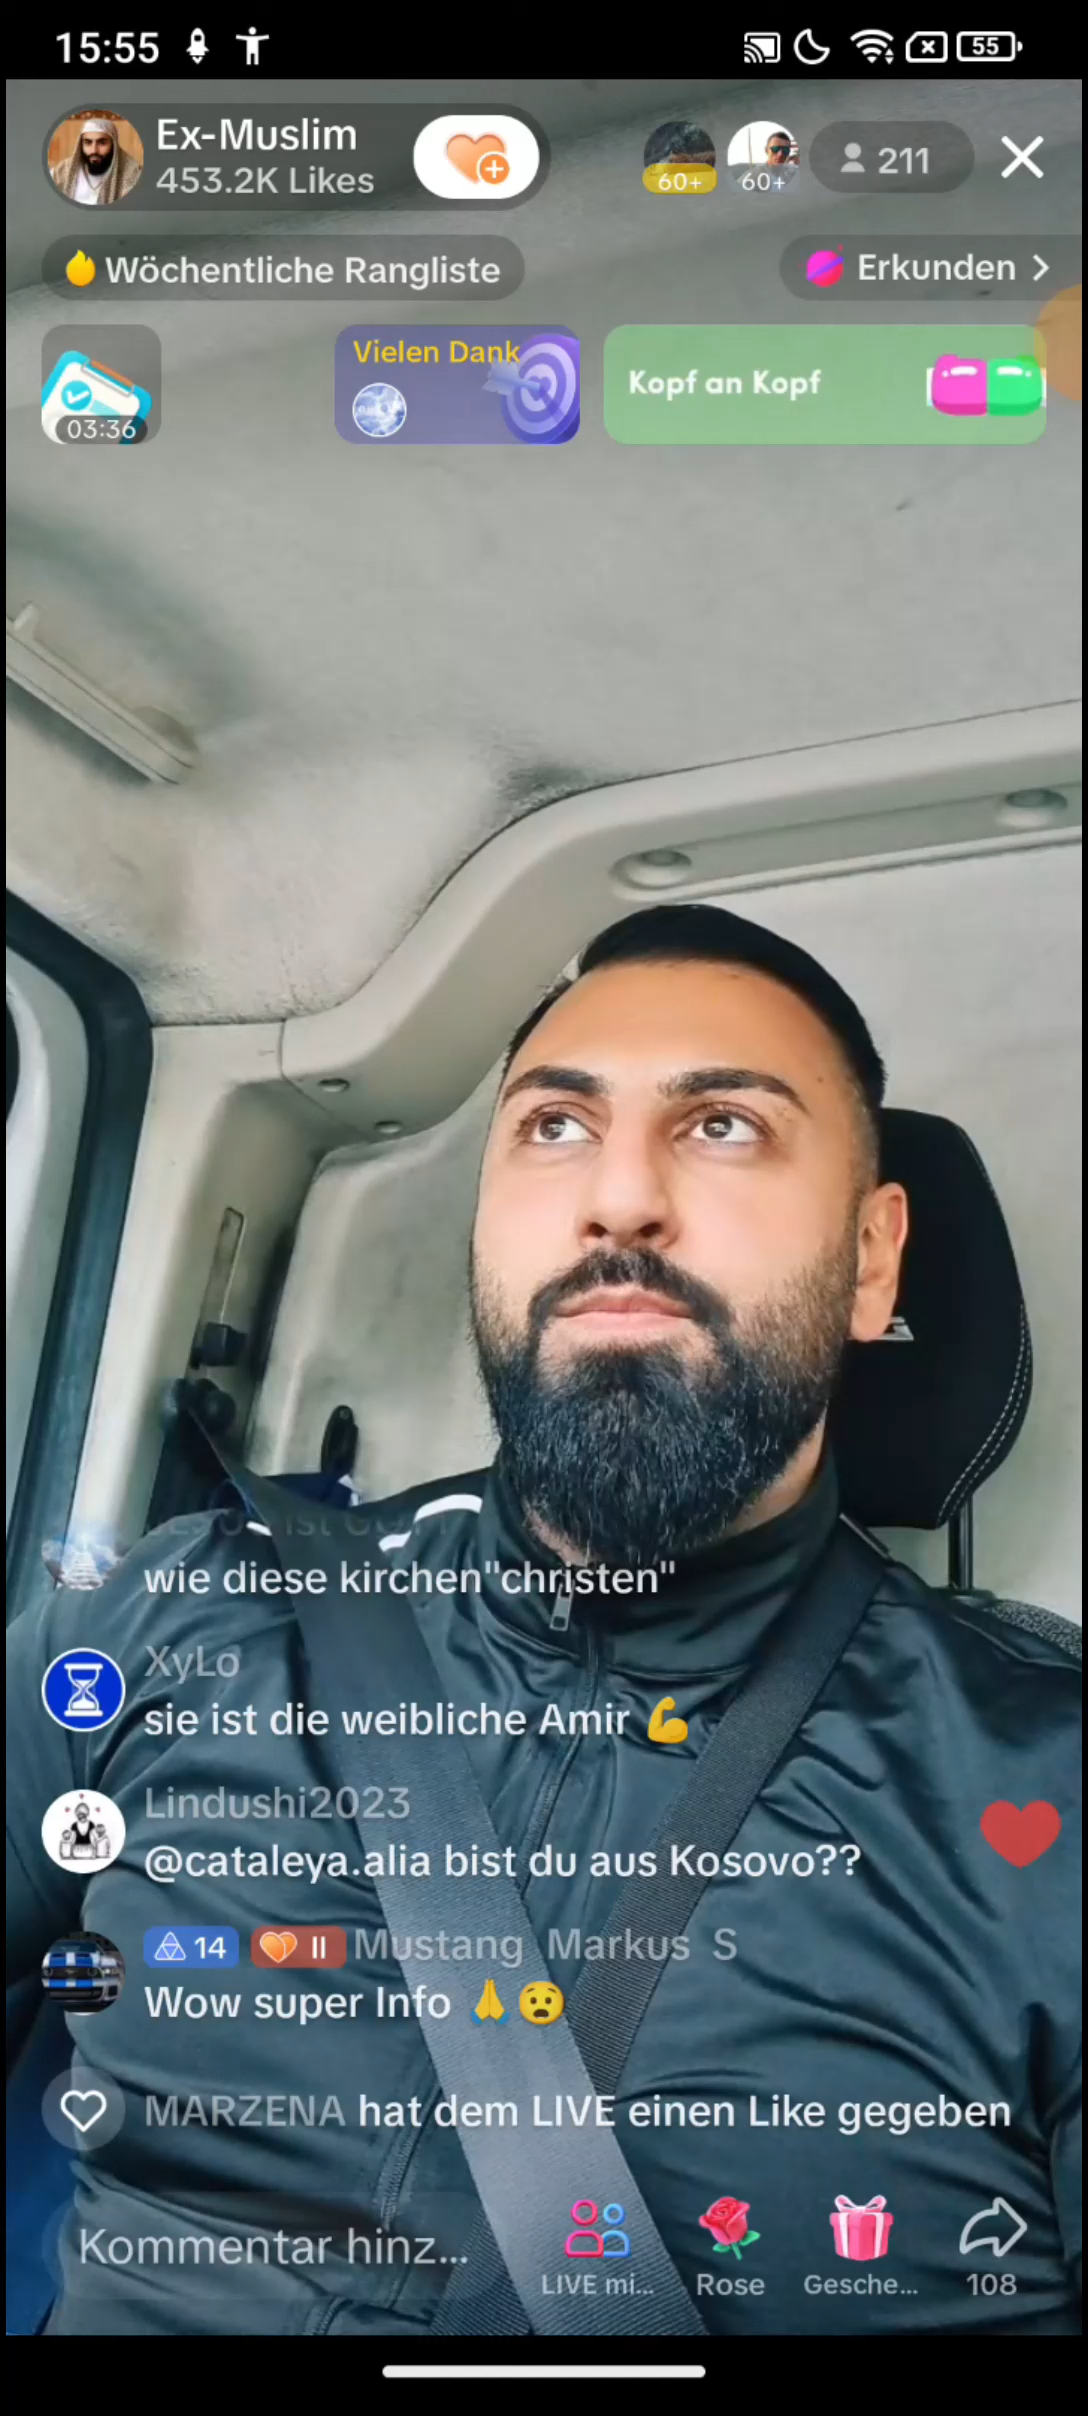 15:55
55
Ex-Muslim
453.2K Likes
60+
60+
211
Wöchentliche Rangliste
Erkunden >
03:36
Vielen Dank
Kopf an Kopf
wie diese kirchen"christen"
XyLo
sie ist die weibliche Amir 💪
Lindushi2023
@cataleya.alia bist du aus Kosovo??
14 II Mustang Markus S
Wow super Info 🙏😧
MARZENA hat dem LIVE einen Like gegeben
Kommentar hinz...
LIVE mi...
Rose
Gesche...
108